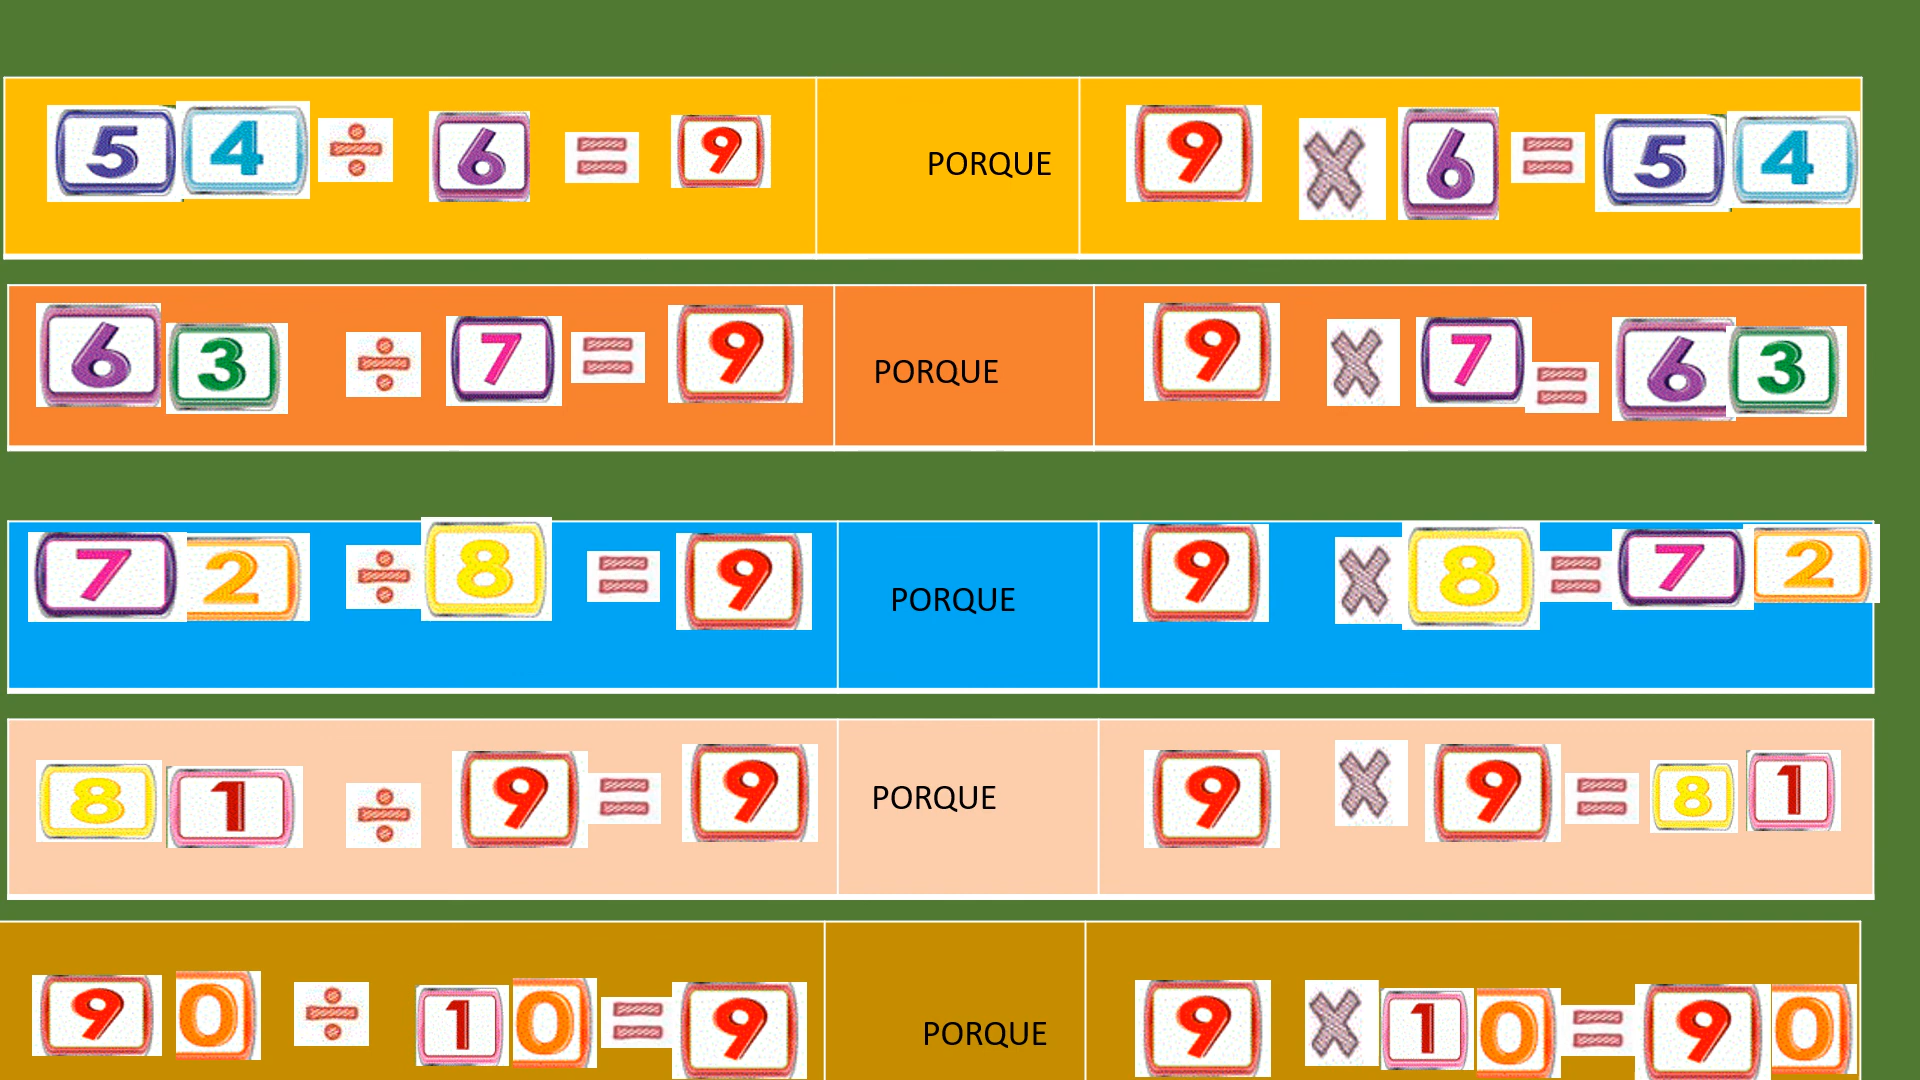 54 ÷ 6 = 9 PORQUE 9 X 6 = 54
63 ÷ 7 = 9 PORQUE 9 X 7 = 63
72 ÷ 8 = 9 PORQUE 9 X 8 = 72
81 ÷ 9 = 9 PORQUE 9 X 9 = 81
90 ÷ 10 = 9 PORQUE 9 X 10 = 90